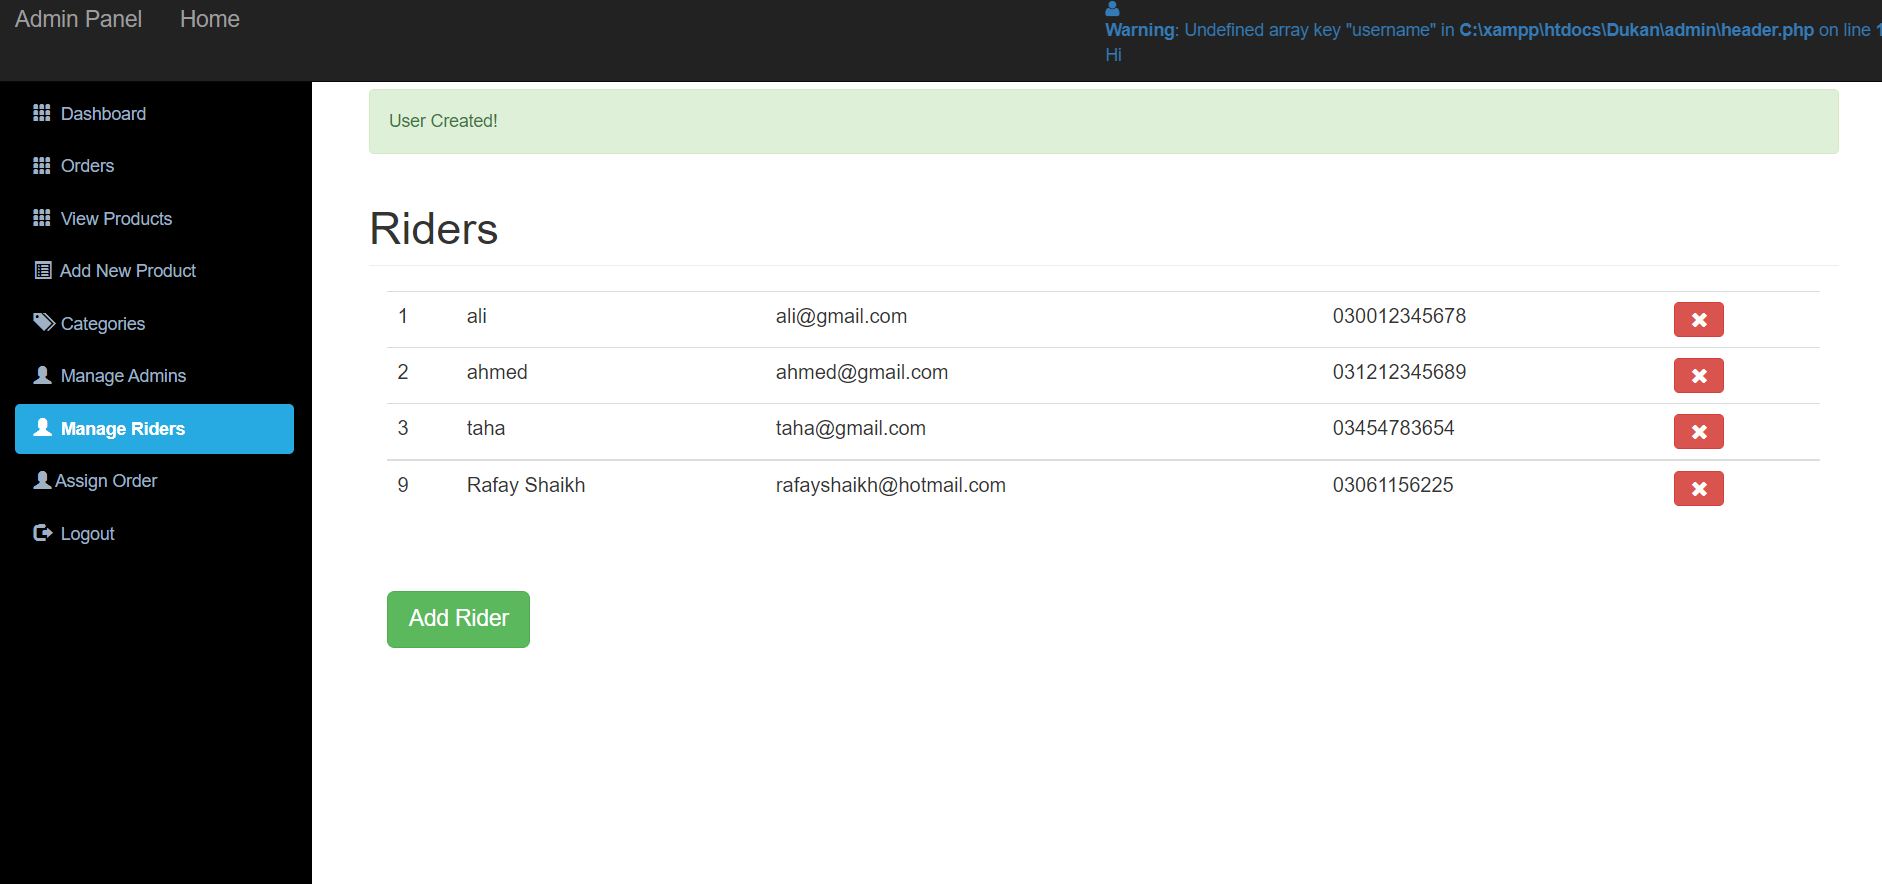 Admin Panel Home
Warning: Undefined array key "username" in C:\xampp\htdocs\Dukan\admin\header.php on line
Hi
Dashboard
Orders
View Products
Add New Product
Categories
Manage Admins
Manage Riders
Assign Order
Logout
User Created!
Riders
1 ali ali@gmail.com 030012345678
2 ahmed ahmed@gmail.com 031212345689
3 taha taha@gmail.com 03454783654
9 Rafay Shaikh rafayshaikh@hotmail.com 03061156225
Add Rider